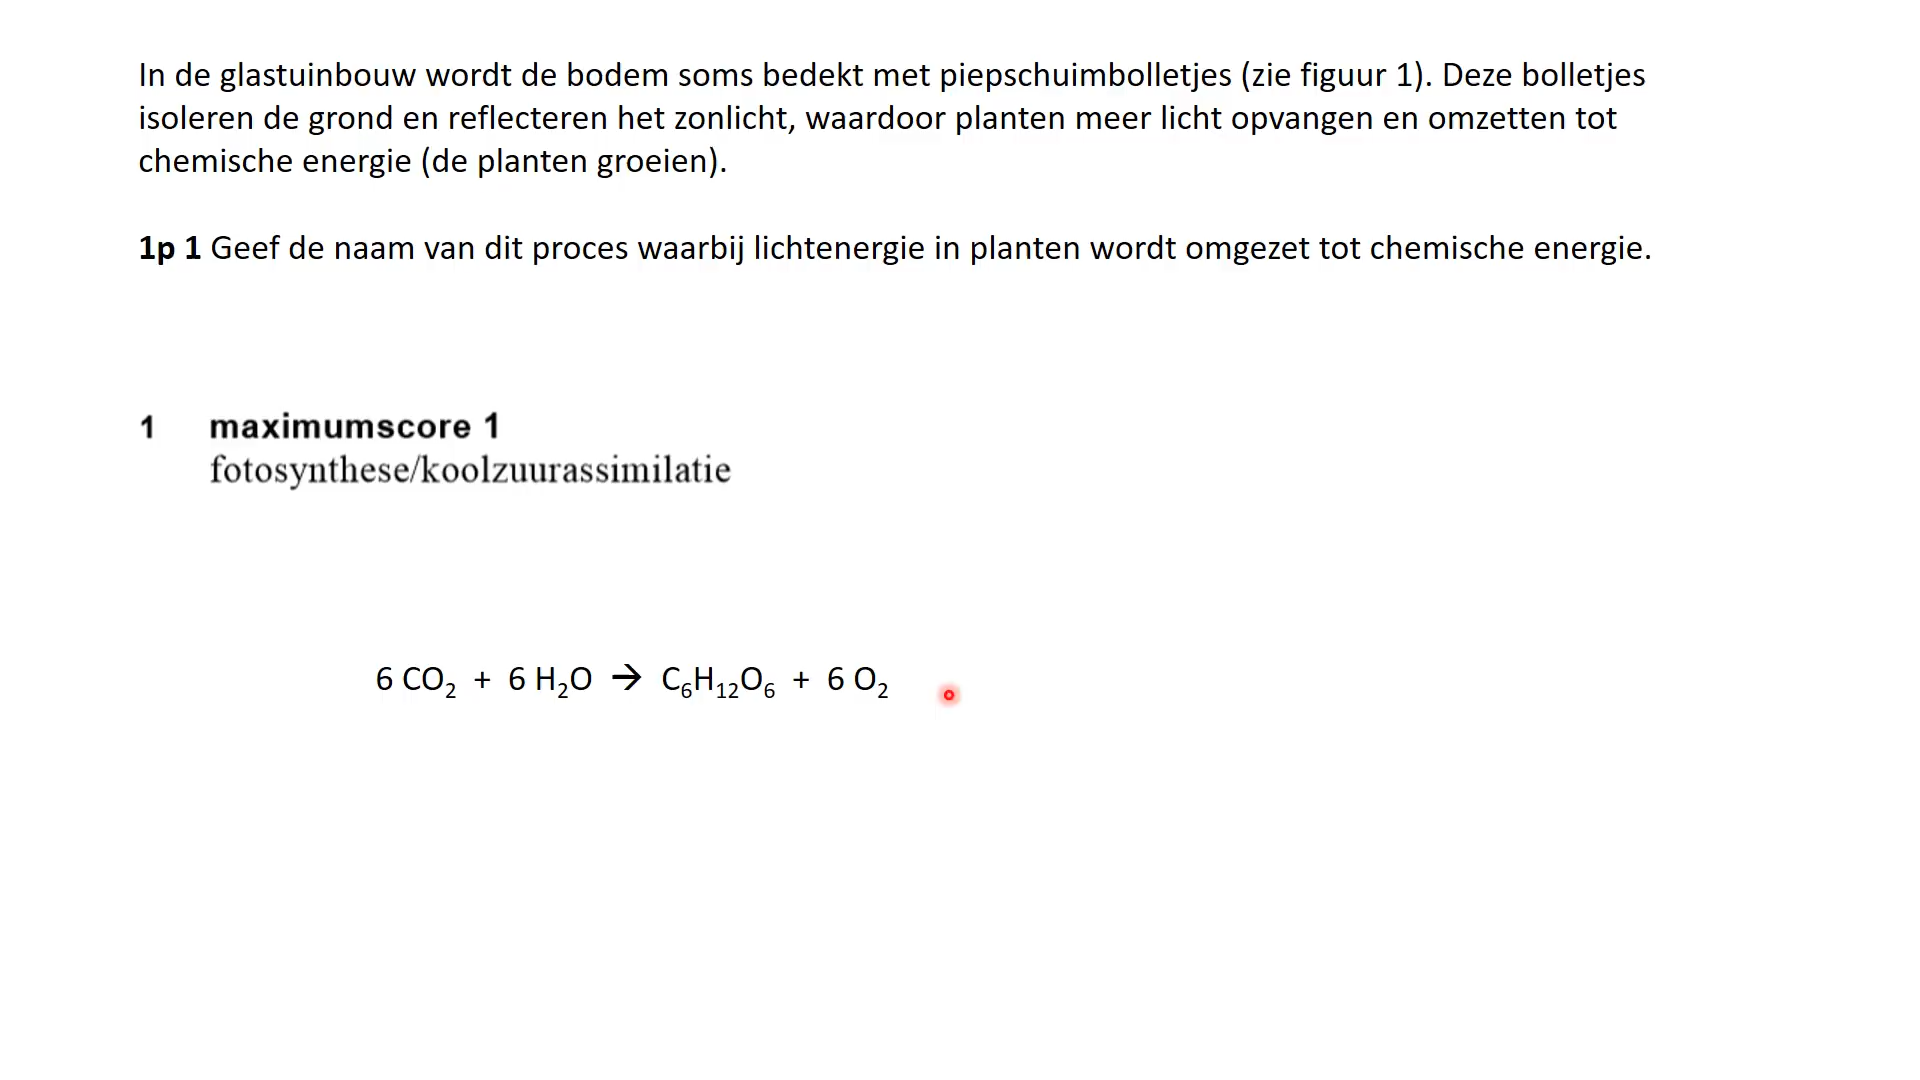 In de glastuinbouw wordt de bodem soms bedekt met piepschuimbolletjes (zie figuur 1). Deze bolletjes
isoleren de grond en reflecteren het zonlicht, waardoor planten meer licht opvangen en omzetten tot
chemische energie (de planten groeien).
1p 1 Geef de naam van dit proces waarbij lichtenergie in planten wordt omgezet tot chemische energie.
1 maximumscore 1
fotosynthese/koolzuurassimilatie
6 CO₂ + 6 H₂O → C₆H₁₂O₆ + 6 O₂